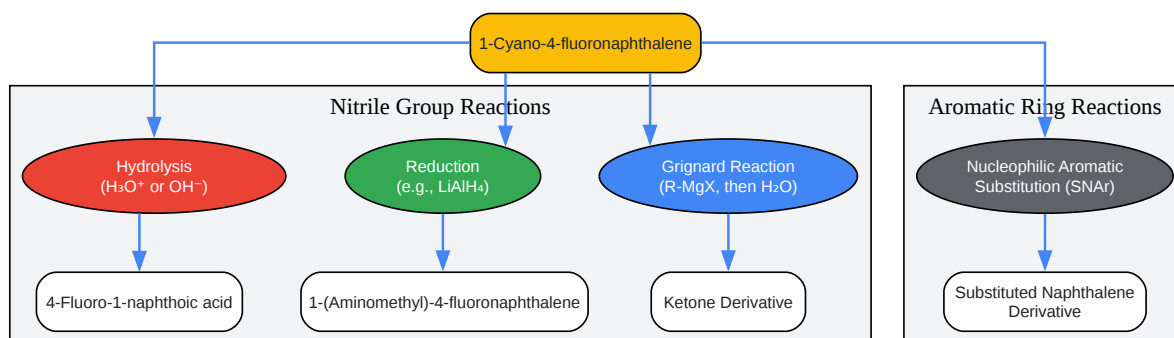 1-Cyano-4-fluoronaphthalene
Nitrile Group Reactions
Aromatic Ring Reactions
Hydrolysis
(H₃O⁺ or OH⁻)
Reduction
(e.g., LiAlH₄)
Grignard Reaction
(R-MgX, then H₂O)
Nucleophilic Aromatic
Substitution (SNAr)
4-Fluoro-1-naphthoic acid
1-(Aminomethyl)-4-fluoronaphthalene
Ketone Derivative
Substituted Naphthalene
Derivative